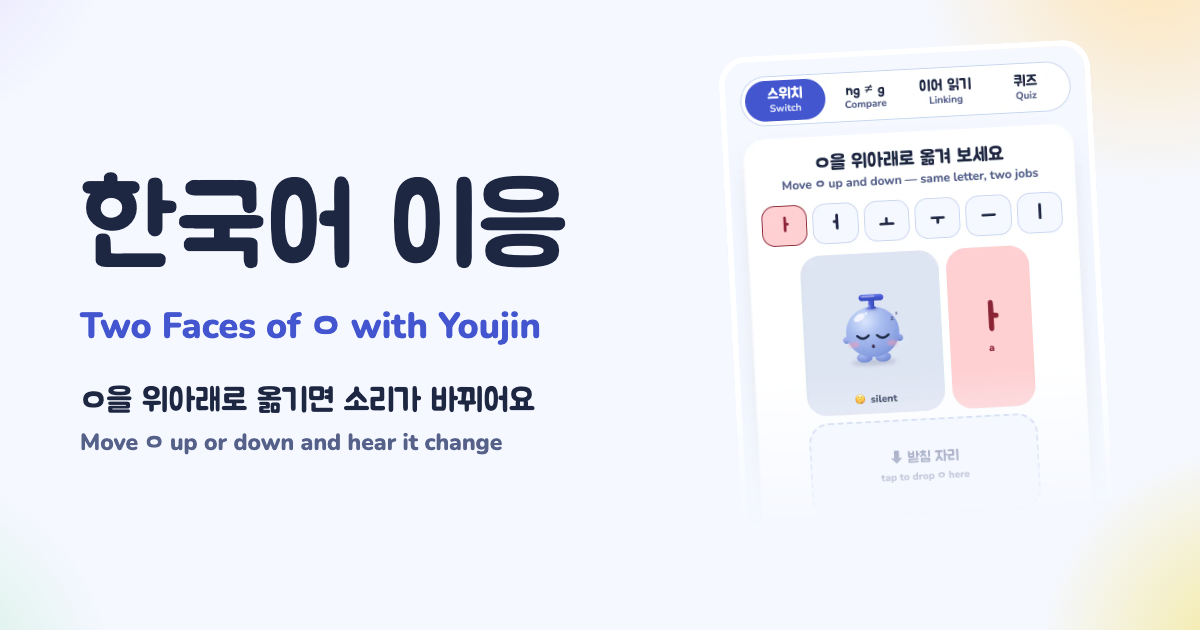 한국어 이응
Two Faces of ㅇ with Youjin
ㅇ을 위아래로 옮기면 소리가 바뀌어요
Move ㅇ up or down and hear it change
스위치
Switch
ng ≠ g
Compare
이어 읽기
Linking
퀴즈
Quiz
ㅇ을 위아래로 옮겨 보세요
Move ㅇ up and down — same letter, two jobs
ㅏ ㅓ ㅗ ㅜ ㅡ ㅣ
🤫 silent
ㅏ
a
⬇ 받침 자리
tap to drop ㅇ here